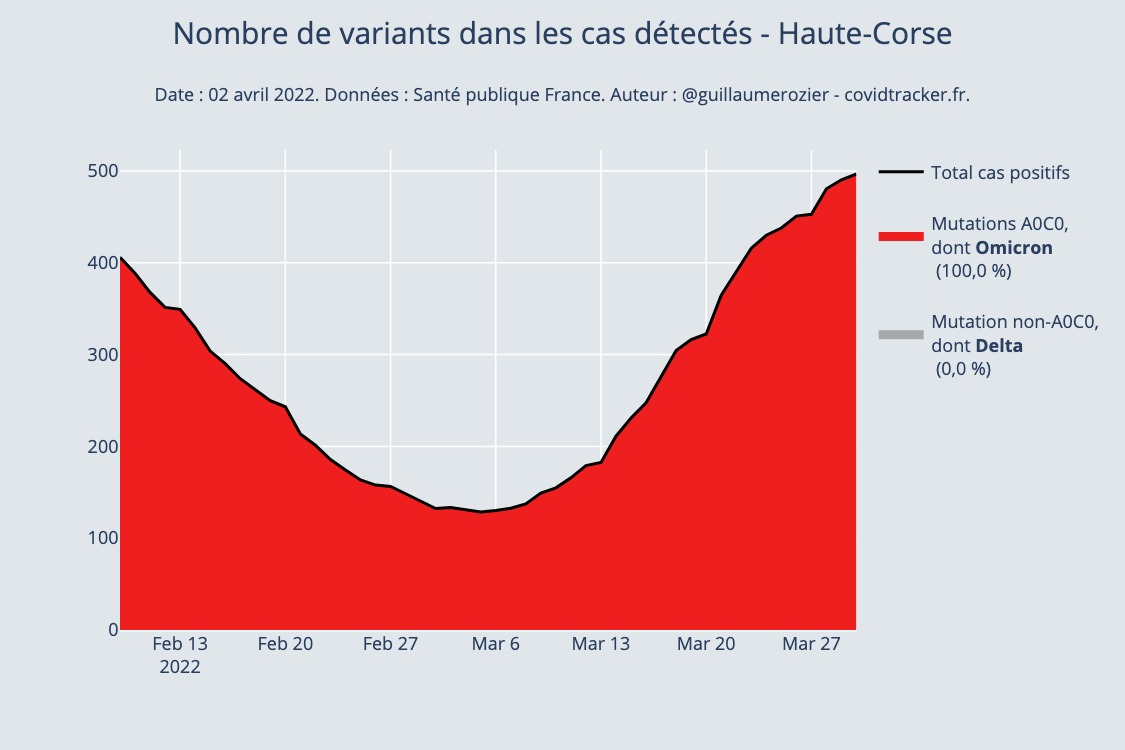 Nombre de variants dans les cas détectés - Haute-Corse
Date : 02 avril 2022. Données : Santé publique France. Auteur : @guillaumerozier - covidtracker.fr.
500
400
300
200
100
0
Feb 13
2022
Feb 20
Feb 27
Mar 6
Mar 13
Mar 20
Mar 27
Total cas positifs
Mutations A0C0,
dont Omicron
(100,0 %)
Mutation non-A0C0,
dont Delta
(0,0 %)